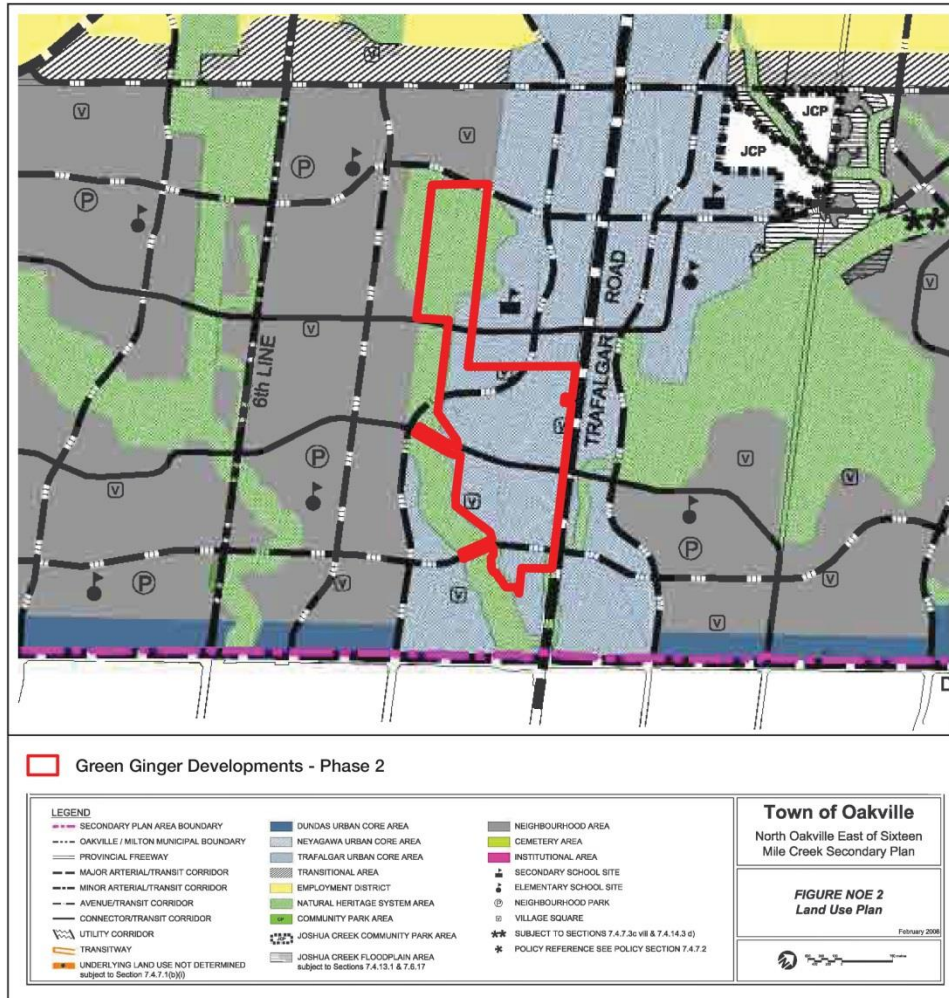 V
V
JCP
JCP
V
P
P
V
V
ROAD
6th LINE
V
TRAFALGAR
V
V
P
V
V
V
V
V
P
P
V
V
V
V
D
Green Ginger Developments - Phase 2
LEGEND
SECONDARY PLAN AREA BOUNDARY
OAKVILLE / MILTON MUNICIPAL BOUNDARY
PROVINCIAL FREEWAY
MAJOR ARTERIAL/TRANSIT CORRIDOR
MINOR ARTERIAL/TRANSIT CORRIDOR
AVENUE/TRANSIT CORRIDOR
CONNECTOR/TRANSIT CORRIDOR
UTILITY CORRIDOR
TRANSITWAY
UNDERLYING LAND USE NOT DETERMINED
subject to Section 7.4.7.1(b)(i)
DUNDAS URBAN CORE AREA
NEYAGAWA URBAN CORE AREA
TRAFALGAR URBAN CORE AREA
TRANSITIONAL AREA
EMPLOYMENT DISTRICT
NATURAL HERITAGE SYSTEM AREA
CP COMMUNITY PARK AREA
JCP JOSHUA CREEK COMMUNITY PARK AREA
JOSHUA CREEK FLOODPLAIN AREA
subject to Sections 7.4.13.1 & 7.6.17
NEIGHBOURHOOD AREA
CEMETERY AREA
INSTITUTIONAL AREA
SECONDARY SCHOOL SITE
ELEMENTARY SCHOOL SITE
P NEIGHBOURHOOD PARK
V VILLAGE SQUARE
** SUBJECT TO SECTIONS 7.4.7.3c viii & 7.4.14.3 d)
* POLICY REFERENCE SEE POLICY SECTION 7.4.7.2
Town of Oakville
North Oakville East of Sixteen
Mile Creek Secondary Plan
FIGURE NOE 2
Land Use Plan
February 2008